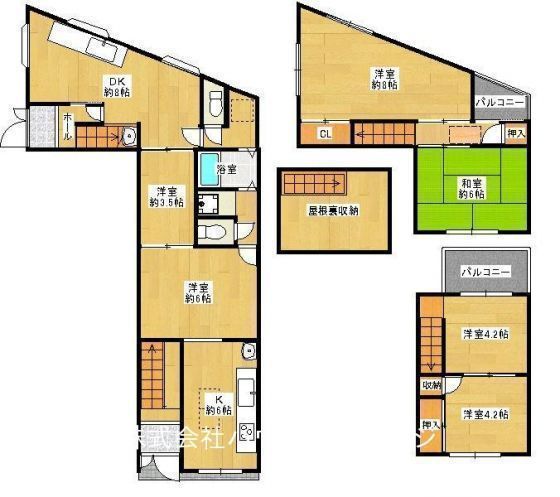 DK
約8帖
ホール
洋室
約3.5帖
浴室
洋室
約6帖
K
約6帖
洋室
約8帖
バルコニー
CL
押入
和室
約6帖
屋根裏収納
バルコニー
洋室4.2帖
収納
洋室4.2帖
押入
株式会社ハウ
ジ